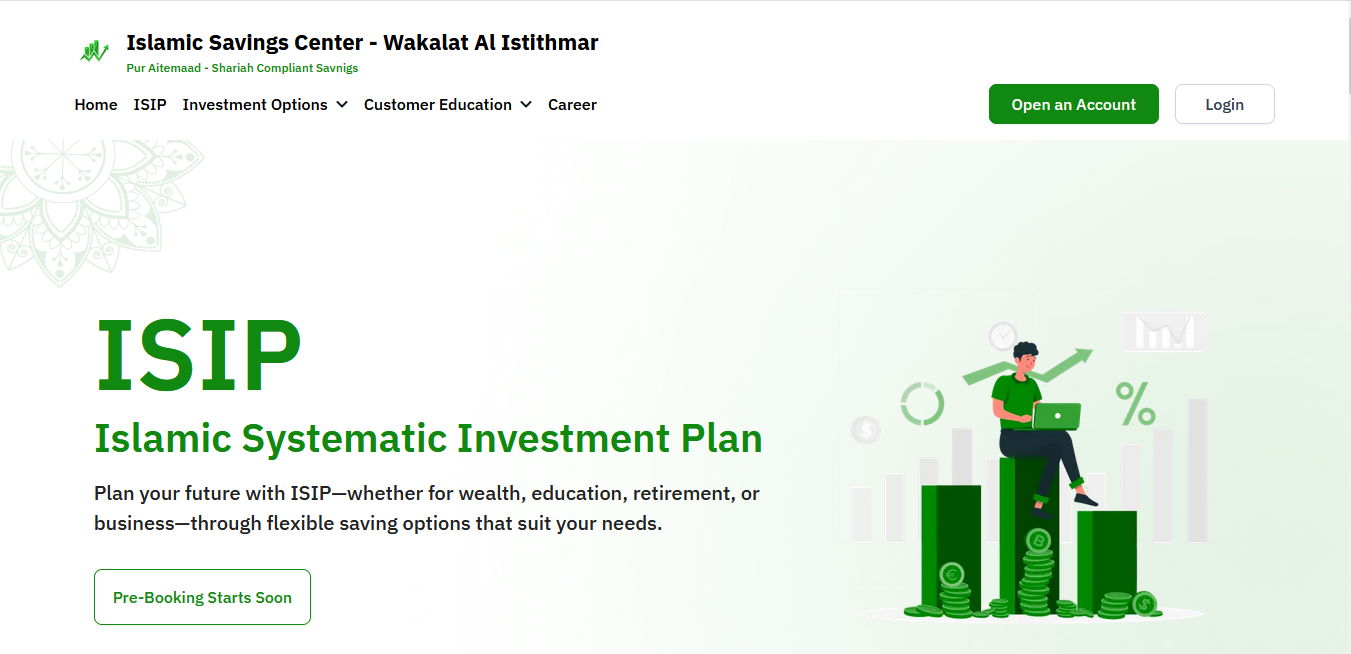 Islamic Savings Center - Wakalat Al Istithmar
Pur Aitemaad - Shariah Compliant Savnigs
Home ISIP Investment Options Customer Education Career
Open an Account Login
ISIP
Islamic Systematic Investment Plan
Plan your future with ISIP—whether for wealth, education, retirement, or
business—through flexible saving options that suit your needs.
Pre-Booking Starts Soon